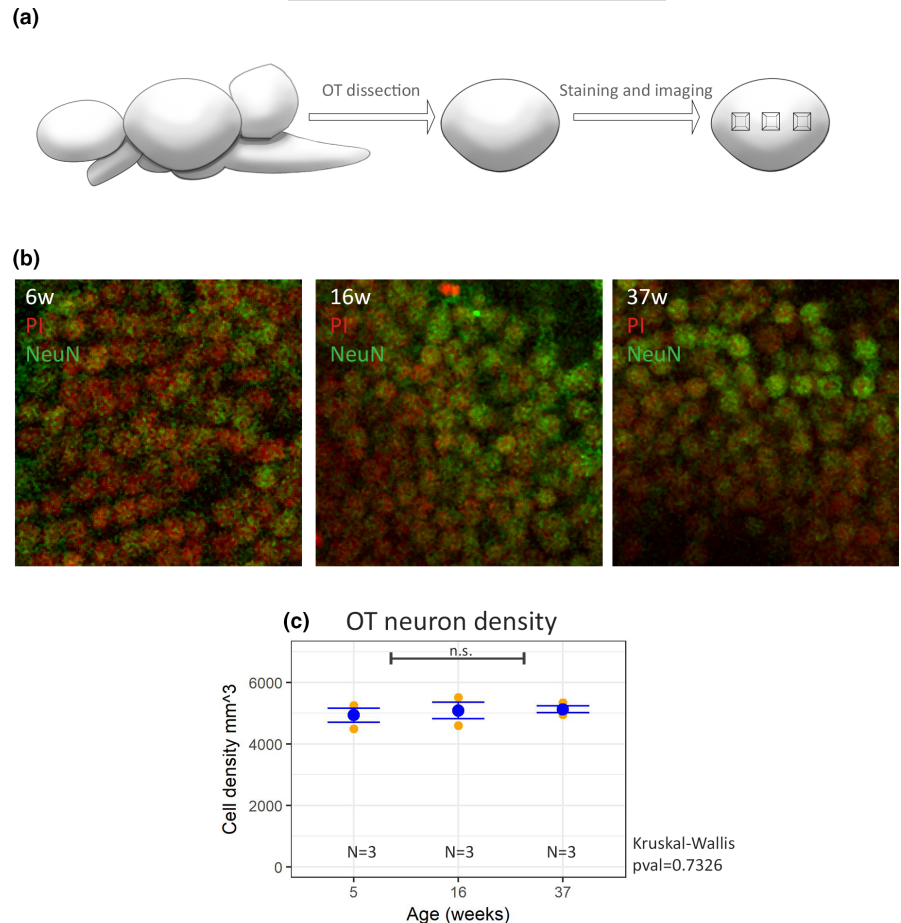 (a)
OT dissection
Staining and imaging
(b)
6w
PI
NeuN
16w
PI
NeuN
37w
PI
NeuN
(c) OT neuron density
n.s.
6000
4000
2000
0
Cell density mm^3
N=3 N=3 N=3
5 16 37
Age (weeks)
Kruskal-Wallis
pval=0.7326